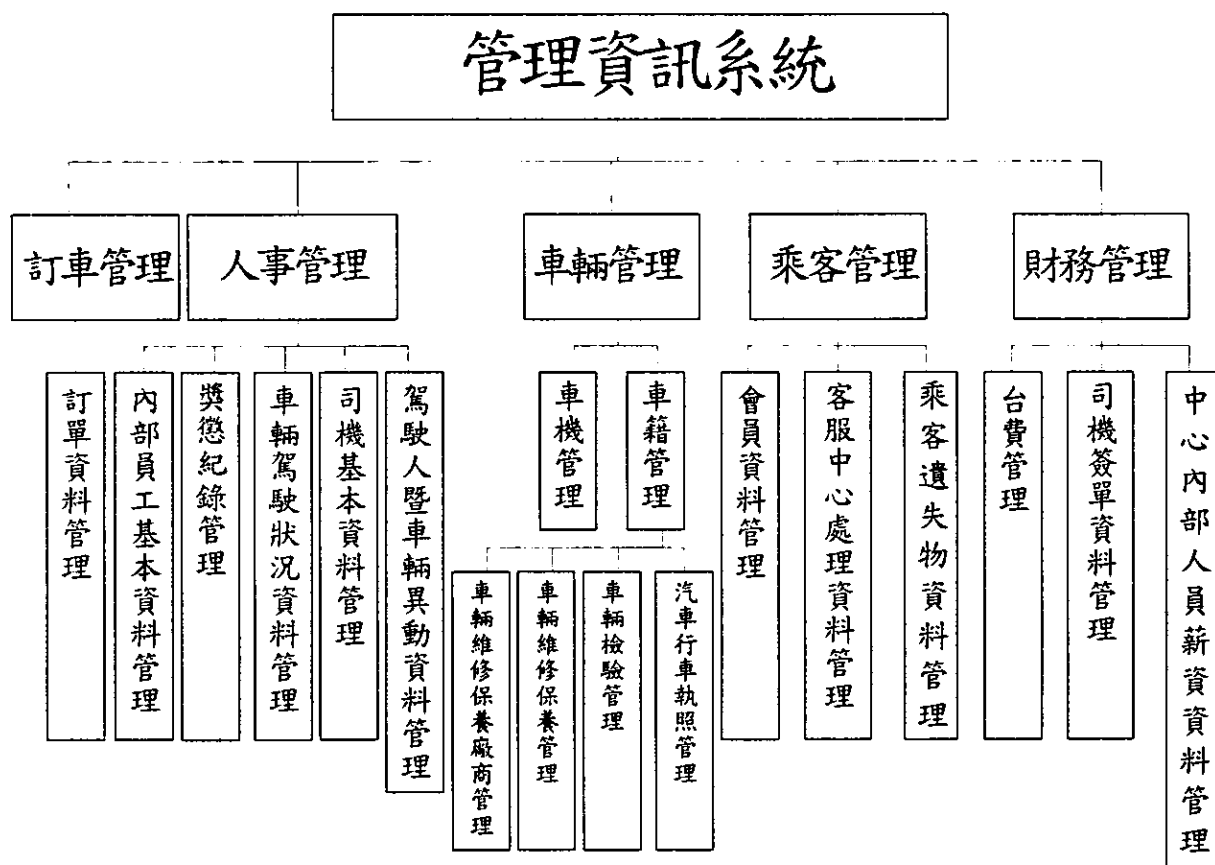 管理資訊系統
訂車管理
人事管理
車輛管理
乘客管理
財務管理
訂單資料管理
內部員工基本資料管理
獎懲紀錄管理
車輛駕駛狀況資料管理
司機基本資料管理
駕駛人暨車輛異動資料管理
車機管理
車籍管理
車輛維修保養廠商管理
車輛維修保養管理
車輛檢驗管理
汽車行車執照管理
會員資料管理
客服中心處理資料管理
乘客遺失物資料管理
台費管理
司機簽單資料管理
中心內部人員薪資資料管理